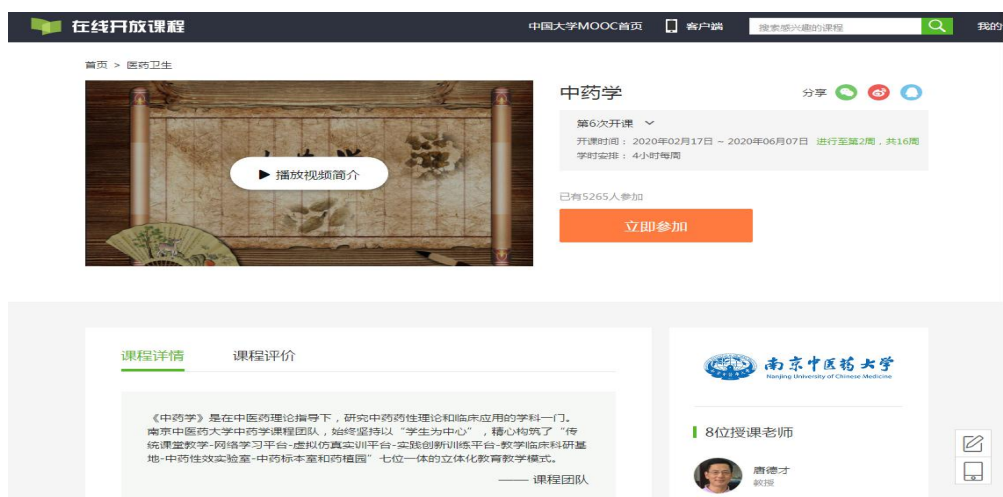 在线开放课程
中国大学MOOC首页 客户端 搜索感兴趣的课程 我的
首页 > 医药卫生
中药学 分享
播放视频简介
第6次开课
开课时间： 2020年02月17日 ~ 2020年06月07日 进行至第2周，共16周
学时安排： 4小时每周
已有5265人参加
立即参加
课程详情 课程评价
南京中医药大学
Nanjing University of Chinese Medicine
《中药学》是在中医药理论指导下，研究中药药性理论和临床应用的学科一门。
南京中医药大学中药学课程团队，始终坚持以“学生为中心”，精心构筑了“传
统课堂教学-网络学习平台-虚拟仿真实训平台-实践创新训练平台-教学临床科研基
地-中药性效实验室-中药标本室和药植园”七位一体的立体化教育教学模式。
—— 课程团队
8位授课老师
唐德才
教授